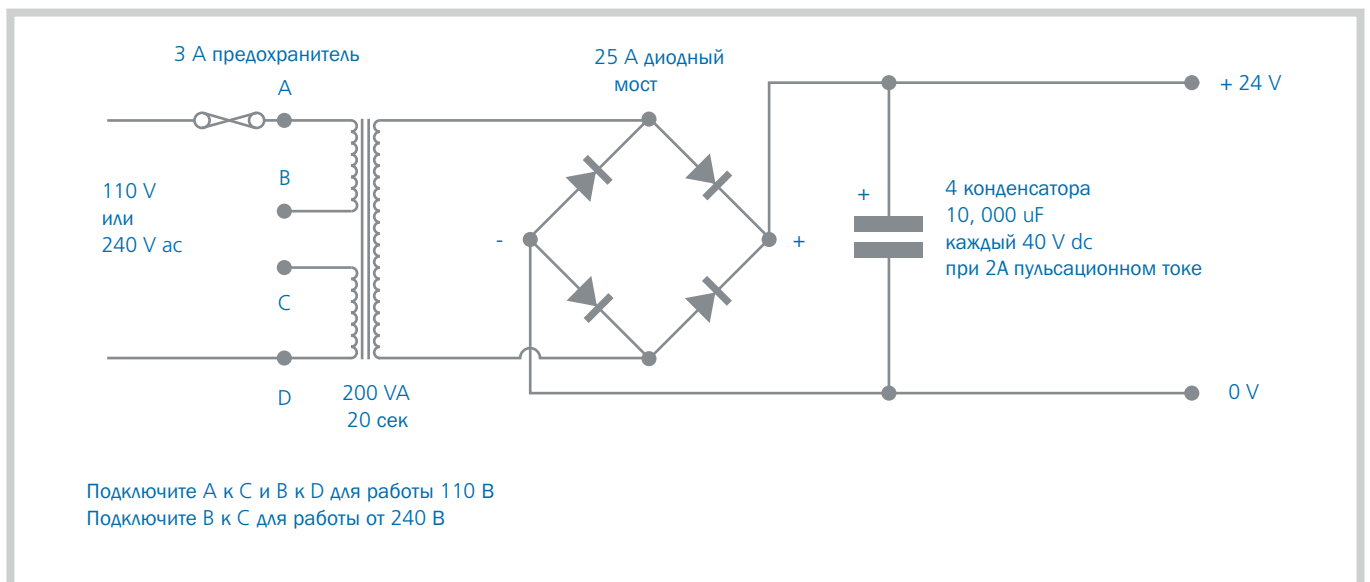 3 А предохранитель
25 А диодный
мост
A
+ 24 V
B
110 V
или
240 V ac
+
4 конденсатора
10, 000 uF
каждый 40 V dc
при 2А пульсационном токе
-
+
C
D
200 VA
20 сек
0 V
Подключите А к С и В к D для работы 110 В
Подключите В к С для работы от 240 В